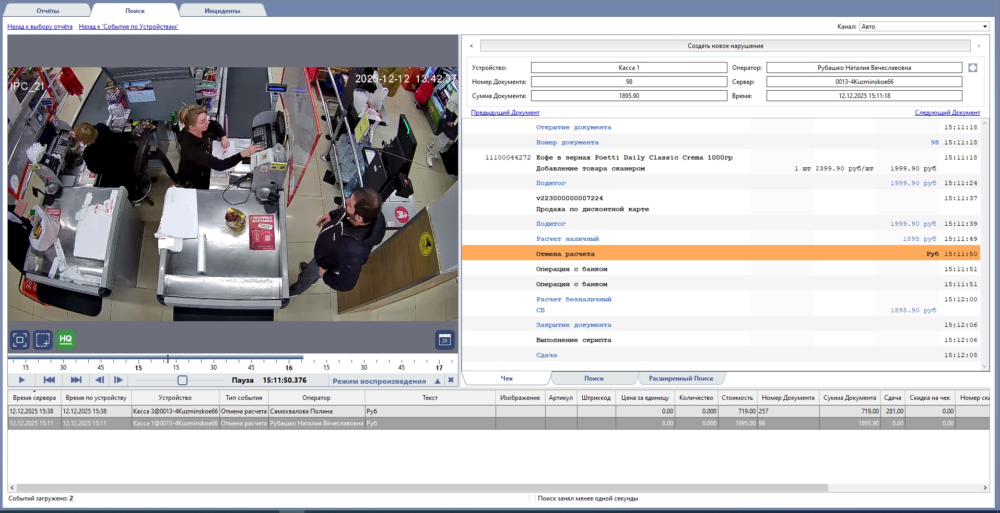 Отчёты
Поиск
Инциденты
Назад к выбору отчёта Назад к 'События по Устройствам'
Канал: Авто
IPC_21
2025-12-12 13:42:37
ЭКСПРЕСС ДОСТАВКА
< Создать новое нарушение >
Устройство: Касса 1 Оператор: Рубашко Наталия Вячеславовна
Номер Документа: 98 Сервер: 0013-4Kuzminskoe66
Сумма Документа: 1895.90 Время: 12.12.2025 15:11:18
Предыдущий Документ Следующий Документ
Открытие документа 15:11:18
Номер документа 98 15:11:18
11100044272 Кофе в зернах Poetti Daily Classic Crema 1000гр 15:11:18
Добавление товара сканером 1 шт 2399.90 руб/шт 1999.90 руб
Подитог 1999.90 руб 15:11:24
v223000000007224 15:11:37
Продажа по дисконтной карте
Подитог 1999.90 руб 15:11:39
Расчет наличный 1895 руб 15:11:49
Отмена расчета Руб 15:11:50
Операция с банком 15:11:51
Операция с банком 15:11:51
Расчет безналичный 15:12:00
СБ 1895.90 руб
Закрытие документа 15:12:06
Выполнение скрипта 15:12:06
Сдача 15:12:08
HQ
28
15 30 45 15 15 30 45 16 15 30 45 17
Пауза 15:11:50.376 Режим воспроизведения
Чек Поиск Расширенный Поиск
Время сервера Время по устройству Устройство Тип события Оператор Текст Изображение Артикул Штрихкод Цена за единицу Количество Стоимость Номер Документа Сумма Документа Сдача Скидка на чек Номер ски
12.12.2025 15:38 12.12.2025 15:38 Касса 3@0013-4Kuzminskoe66 Отмена расчета Самохвалова Полина Руб 0.00 0.000 719.00 257 719.00 281.00 0.00
12.12.2025 15:11 12.12.2025 15:11 Касса 1@0013-4Kuzminskoe66 Отмена расчета Рубашко Наталия Вячеславовна Руб 0.00 0.000 1895.00 98 1895.90 0.00 0.00
Событий загружено: 2
Поиск занял менее одной секунды